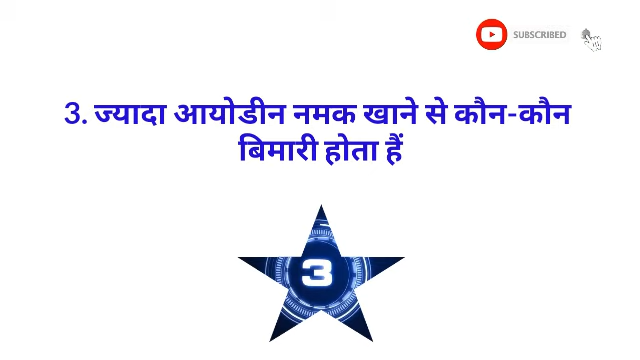 SUBSCRIBED
3. ज्यादा आयोडीन नमक खाने से कौन-कौन
बिमारी होता हैं
3